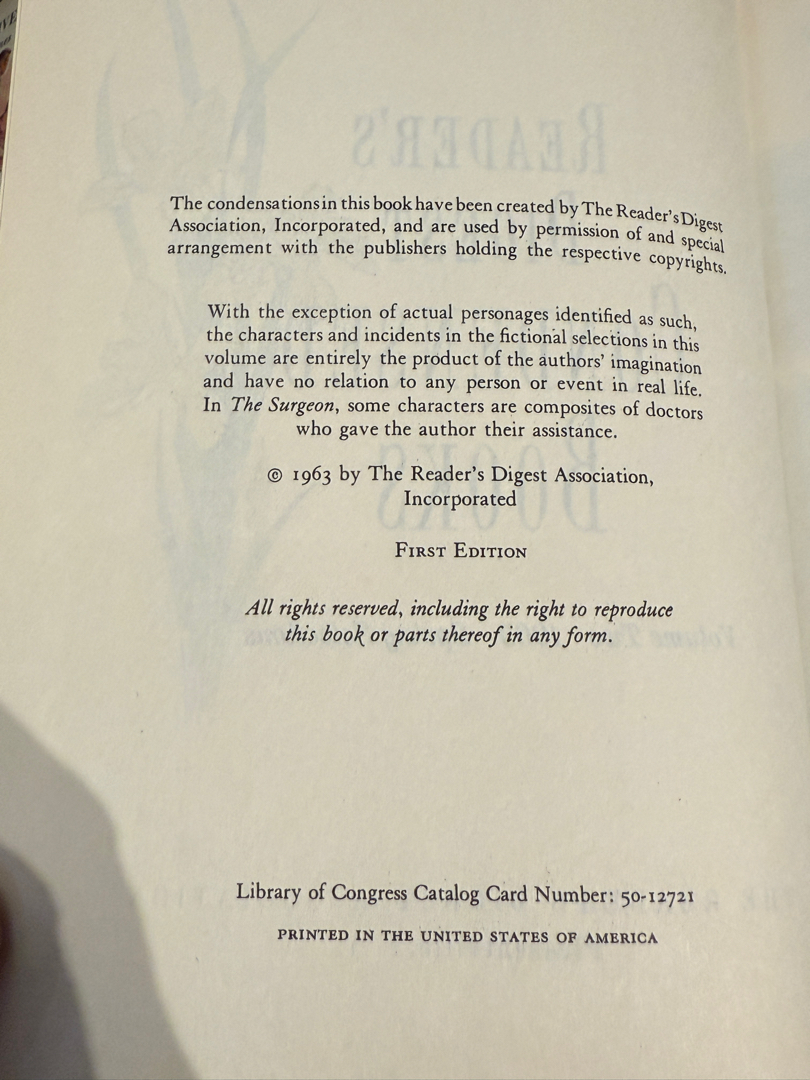 READER'S
The condensations in this book have been created by The Reader's Digest
Association, Incorporated, and are used by permission of and special
arrangement with the publishers holding the respective copyrights.
With the exception of actual personages identified as such,
the characters and incidents in the fictional selections in this
volume are entirely the product of the authors' imagination
and have no relation to any person or event in real life.
In The Surgeon, some characters are composites of doctors
who gave the author their assistance.
BOOKS
© 1963 by The Reader's Digest Association,
Incorporated
First Edition
All rights reserved, including the right to reproduce
this book or parts thereof in any form.
Volume
Library of Congress Catalog Card Number: 50-12721
PRINTED IN THE UNITED STATES OF AMERICA